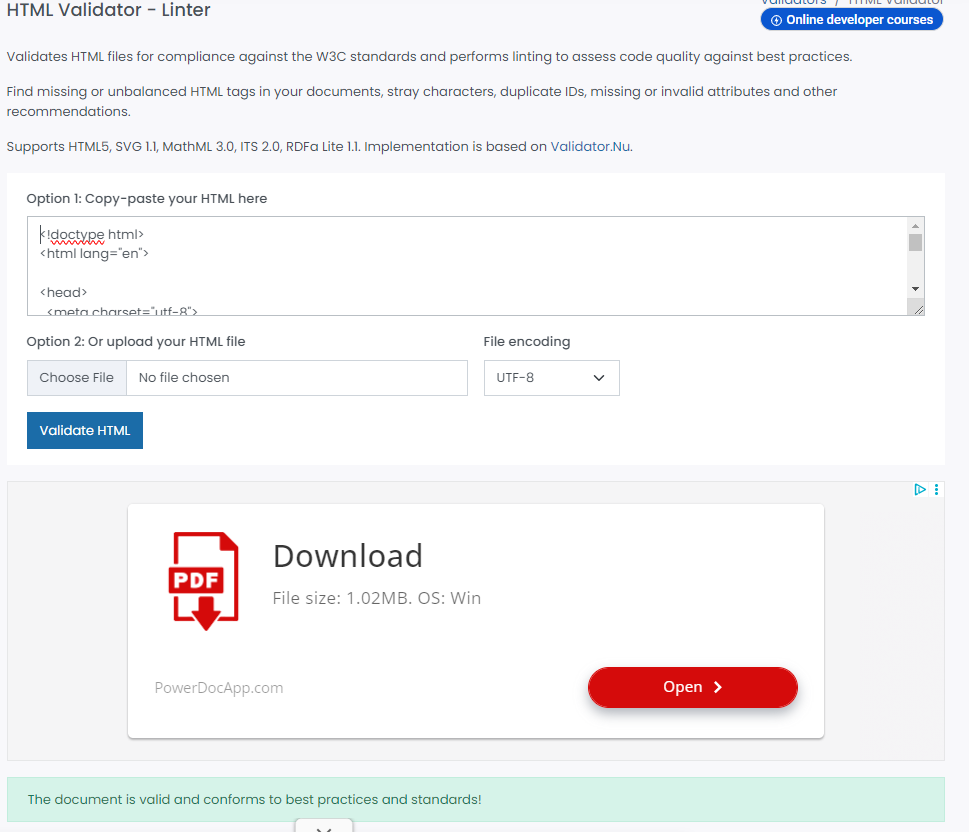 HTML Validator - Linter
Validators / HTML Validator
Online developer courses
Validates HTML files for compliance against the W3C standards and performs linting to assess code quality against best practices.
Find missing or unbalanced HTML tags in your documents, stray characters, duplicate IDs, missing or invalid attributes and other
recommendations.
Supports HTML5, SVG 1.1, MathML 3.0, ITS 2.0, RDFa Lite 1.1. Implementation is based on Validator.Nu.
Option 1: Copy-paste your HTML here
<!doctype html>
<html lang="en">
<head>
<meta charset="utf-8">
Option 2: Or upload your HTML file
File encoding
Choose File
No file chosen
UTF-8
Validate HTML
PDF
Download
File size: 1.02MB. OS: Win
PowerDocApp.com
Open
The document is valid and conforms to best practices and standards!